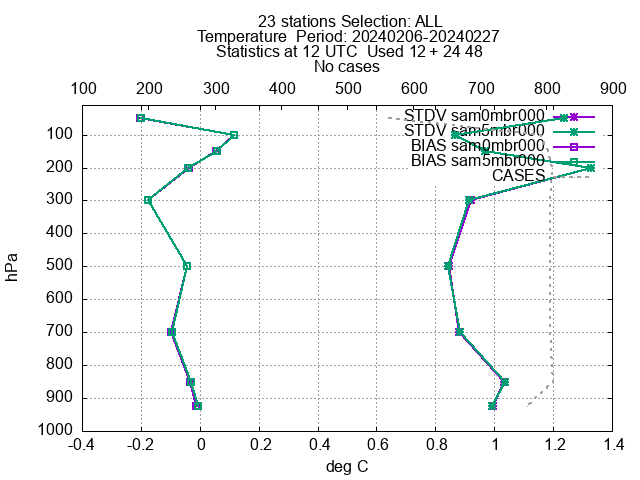 23 stations Selection: ALL
Temperature  Period: 20240206-20240227
Statistics at 12 UTC  Used 12 + 24 48
No cases
100 200 300 400 500 600 700 800 900
STDV sam0mbr000
100
STDV sam5mbr000
BIAS sam0mbr000
BIAS sam5mbr000
200
CASES
300
400
500
hPa
600
700
800
900
1000
-0.4 -0.2 0 0.2 0.4 0.6 0.8 1 1.2 1.4
deg C